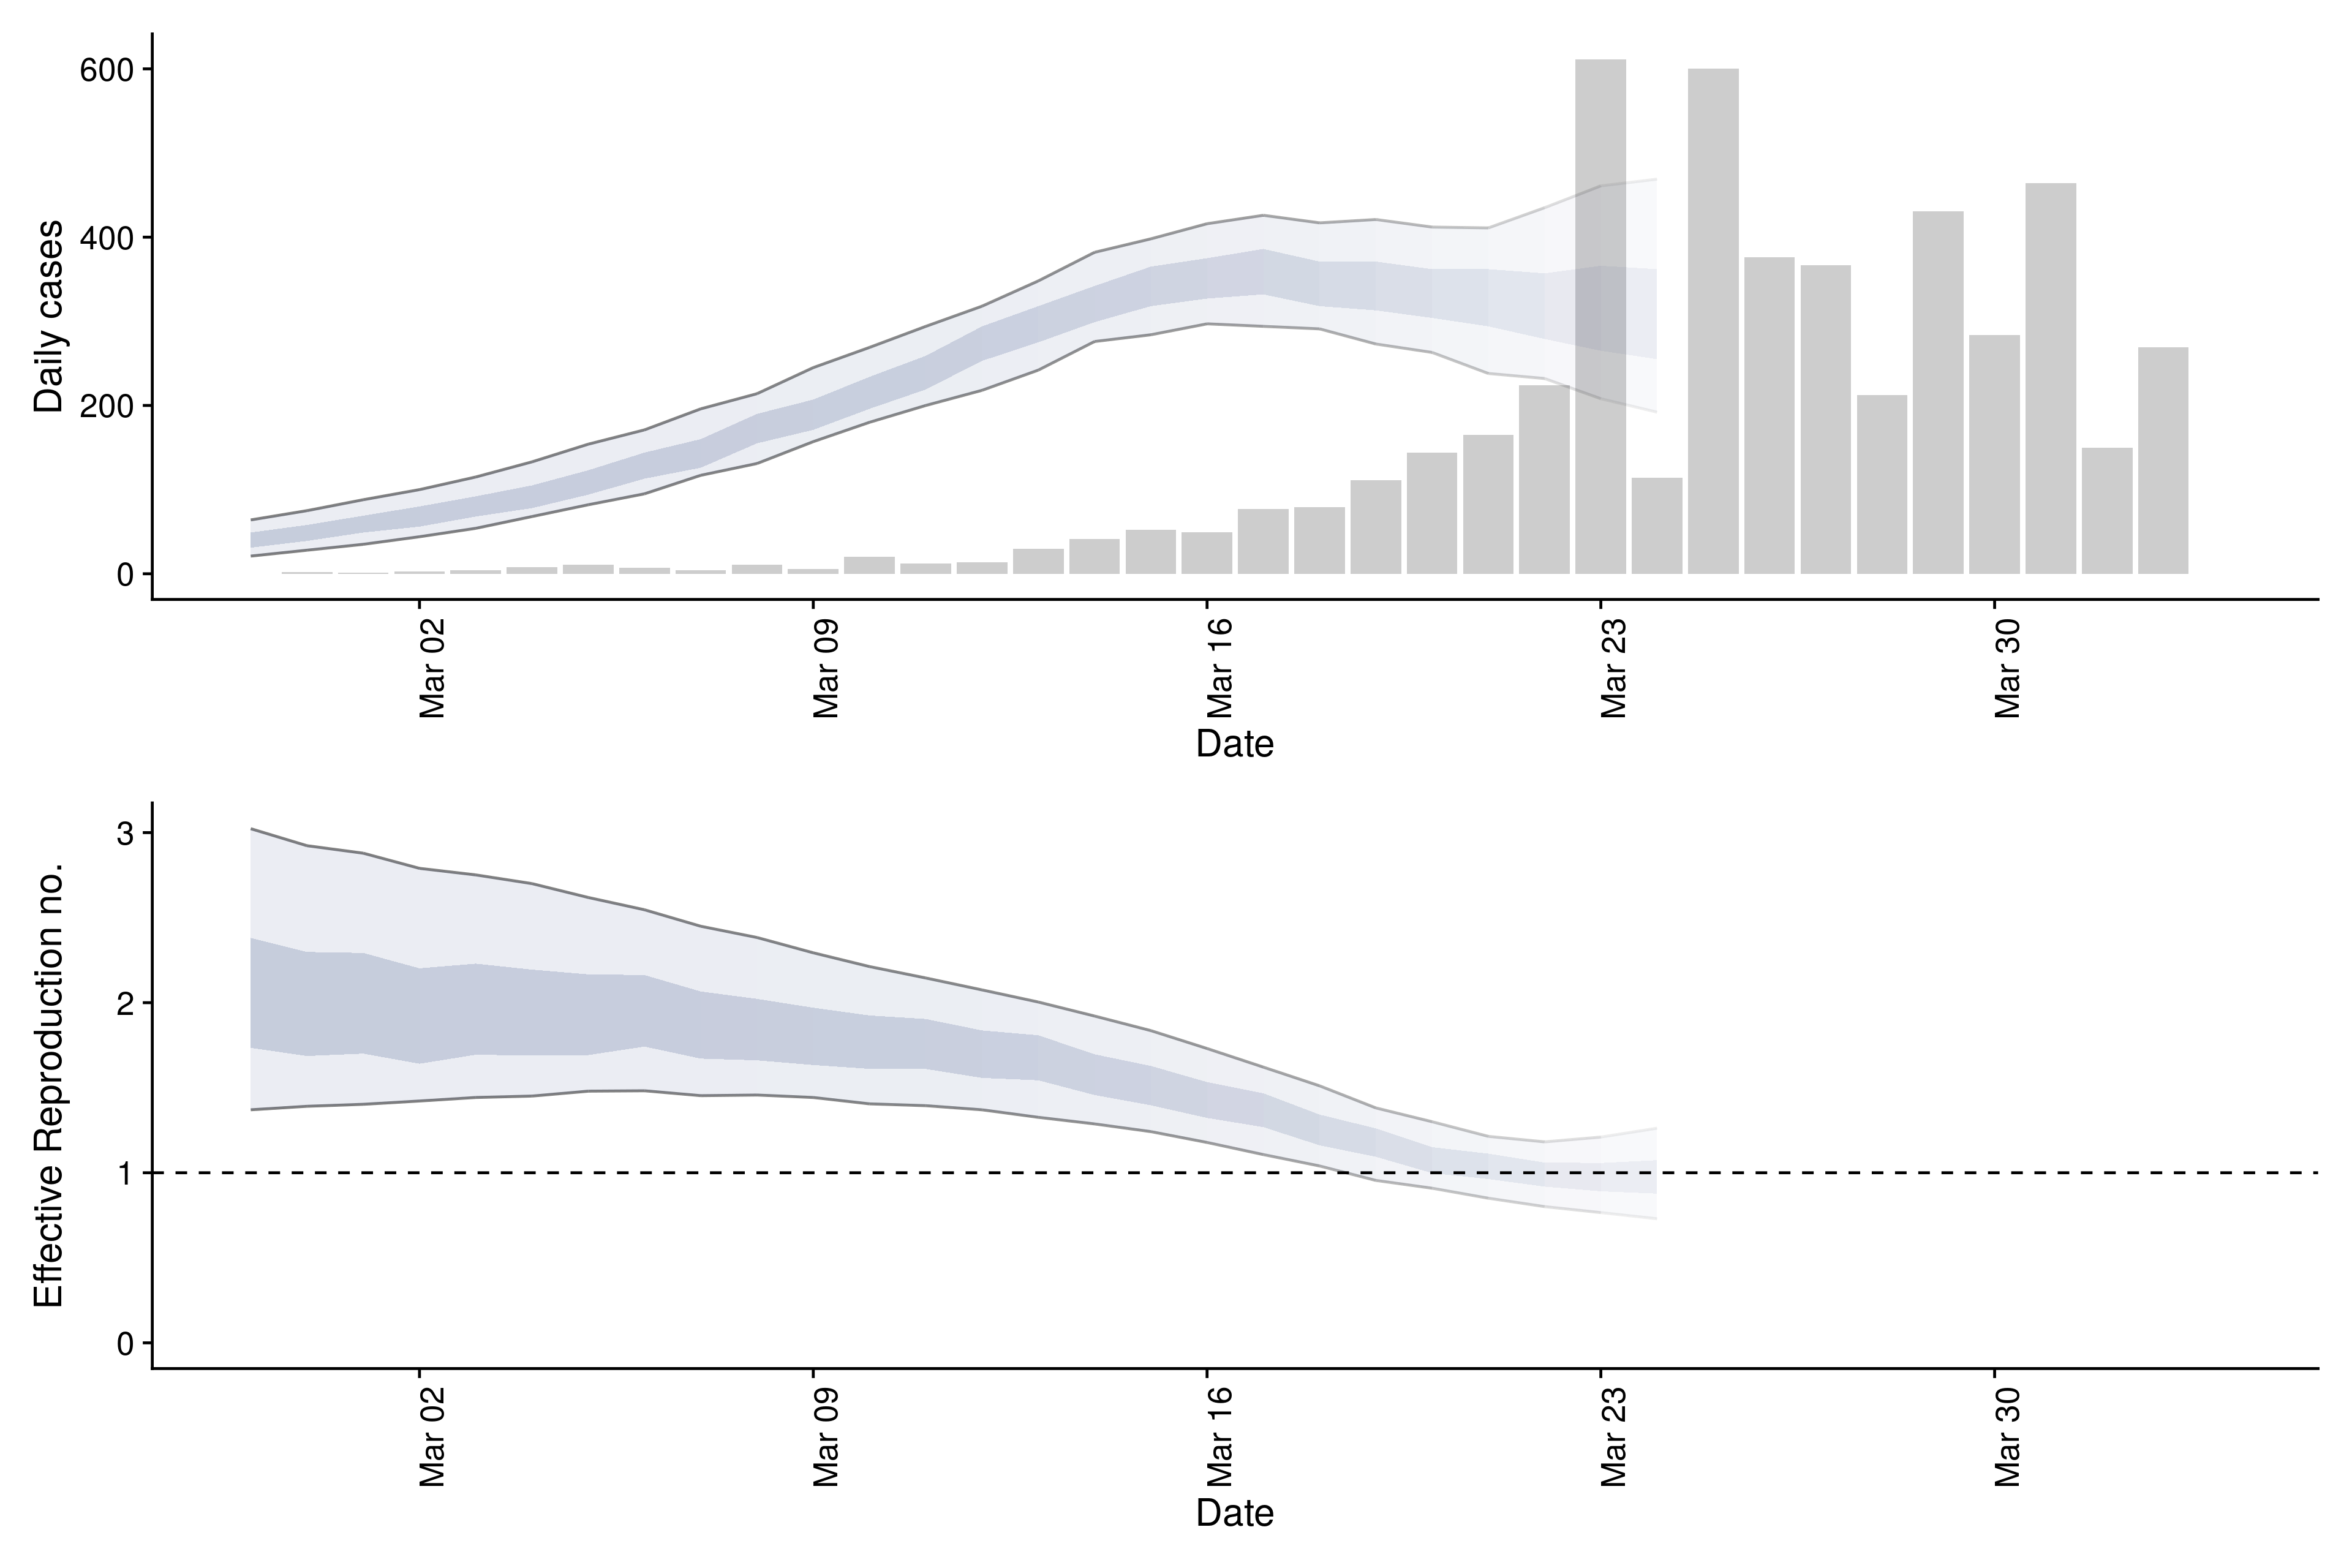 Daily cases
600
400
200
0
Mar 02
Mar 09
Mar 16
Mar 23
Mar 30
Date
Effective Reproduction no.
3
2
1
0
Mar 02
Mar 09
Mar 16
Mar 23
Mar 30
Date